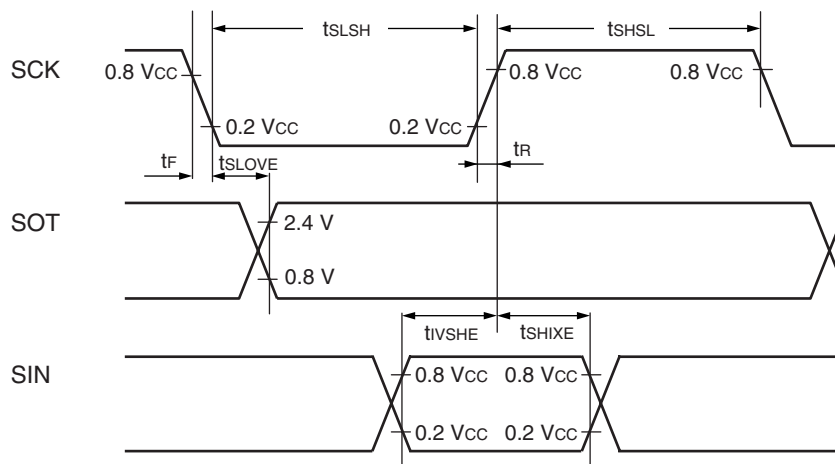 tSLSH tSHSL
SCK
0.8 VCC 0.8 VCC 0.8 VCC
0.2 VCC 0.2 VCC
tF tSLOVE tR
SOT
2.4 V
0.8 V
tIVSHE tSHIXE
SIN
0.8 VCC 0.8 VCC
0.2 VCC 0.2 VCC